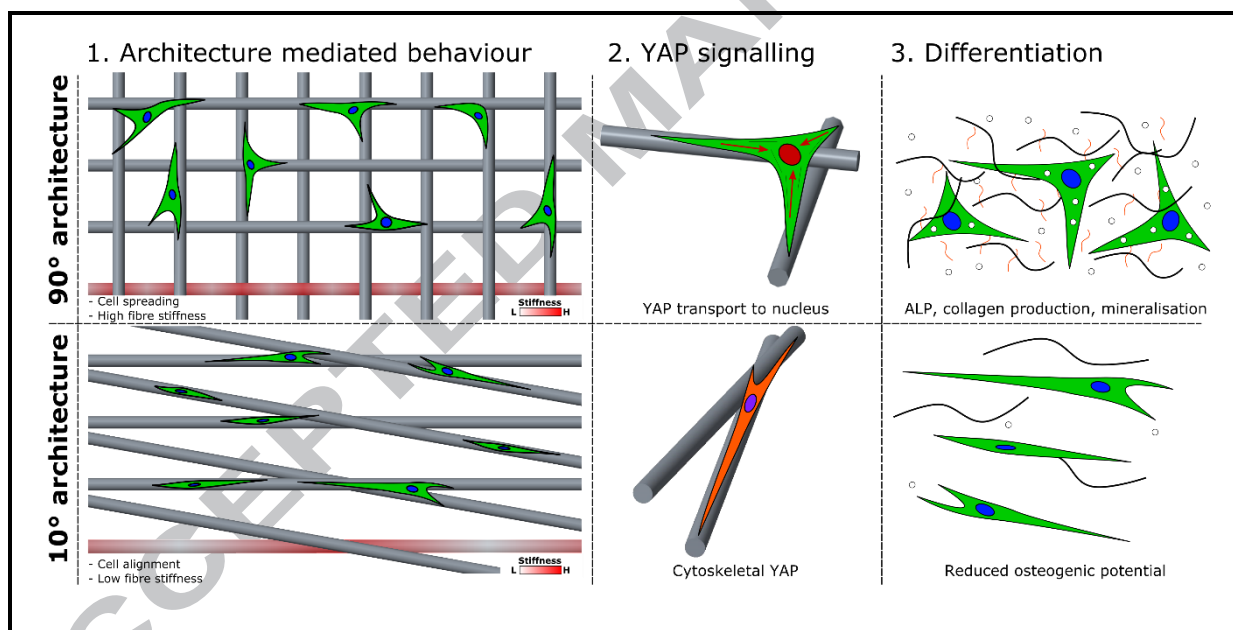 1. Architecture mediated behaviour
2. YAP signalling
3. Differentiation
90° architecture
- Cell spreading
- High fibre stiffness
Stiffness
L H
YAP transport to nucleus
ALP, collagen production, mineralisation
10° architecture
- Cell alignment
- Low fibre stiffness
Stiffness
L H
Cytoskeletal YAP
Reduced osteogenic potential
CCEPTED MA